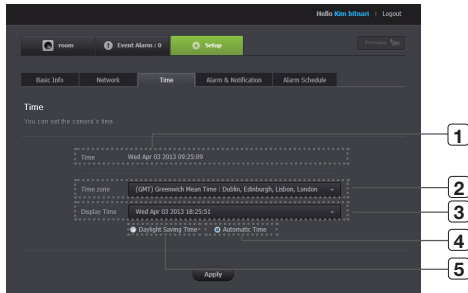 Hello Kim bitnari | Logout
room
Event Alarm : 0
Setup
Firmware
Basic Info
Network
Time
Alarm & Notification
Alarm Schedule
Time
You can set the camera's time.
Time Wed Apr 03 2013 09:25:09
Time zone (GMT) Greenwich Mean Time : Dublin, Edinburgh, Lisbon, London
Display Time Wed Apr 03 2013 18:25:51
Daylight Saving Time
Automatic Time
Apply
1
2
3
4
5